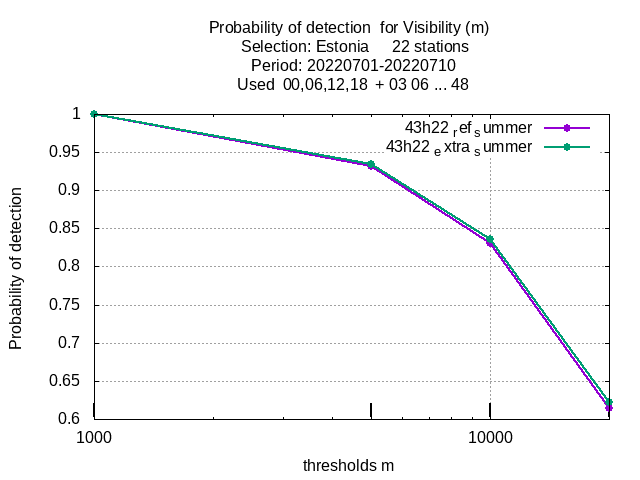 Probability of detection for Visibility (m)
Selection: Estonia 22 stations
Period: 20220701-20220710
Used 00,06,12,18 + 03 06 ... 48
43h22 ref summer
43h22 extra summer
Probability of detection
1
0.95
0.9
0.85
0.8
0.75
0.7
0.65
0.6
1000
10000
thresholds m